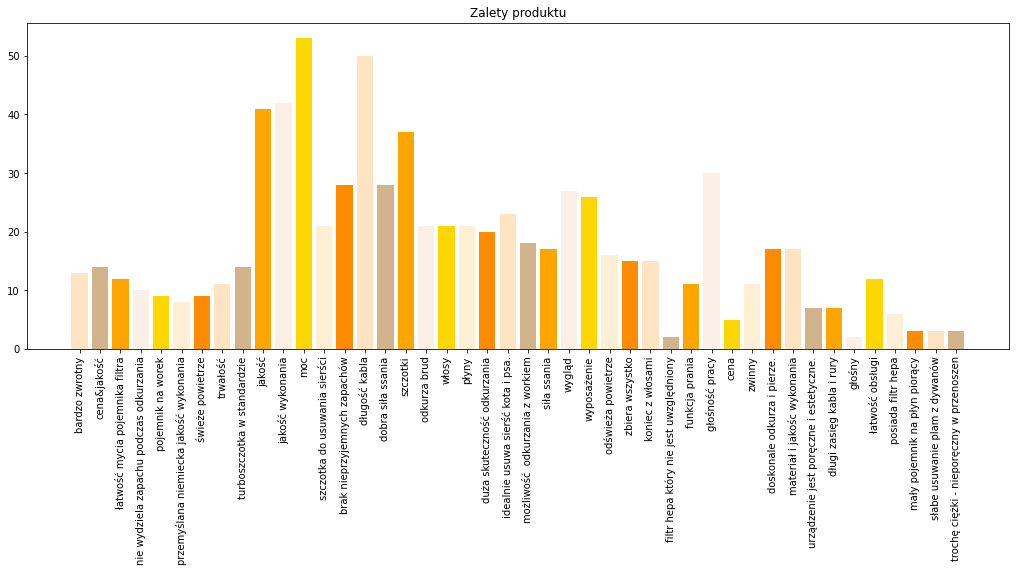 Zalety produktu
50
40
30
20
10
0
bardzo zwrotny
cena&jakość
łatwość mycia pojemnika filtra
nie wydziela zapachu podczas odkurzania
pojemnik na worek
przemyślana niemiecka jakość wykonania
świeże powietrze
trwałość
turboszczotka w standardzie
jakość
jakość wykonania
moc
szczotka do usuwania sierści
brak nieprzyjemnych zapachów
długość kabla
dobra siła ssania
szczotki
odkurza brud
włosy
płyny
duża skuteczność odkurzania
idealnie usuwa sierść kota i psa.
możliwość  odkurzania z workiem
siła ssania
wygląd
wyposażenie
odświeża powietrze
zbiera wszystko
koniec z włosami
filtr hepa który nie jest uwzględniony
funkcja prania
głośność pracy
cena
zwinny
doskonale odkurza i pierze.
materiał i jakośc wykonania
urządzenie jest poręczne i estetyczne.
długi zasięg kabla i rury
głośny
łatwość obsługi
posiada filtr hepa
mały pojemnik na płyn piorący
słabe usuwanie plam z dywanów
trochę ciężki - nieporęczny w przenoszeń